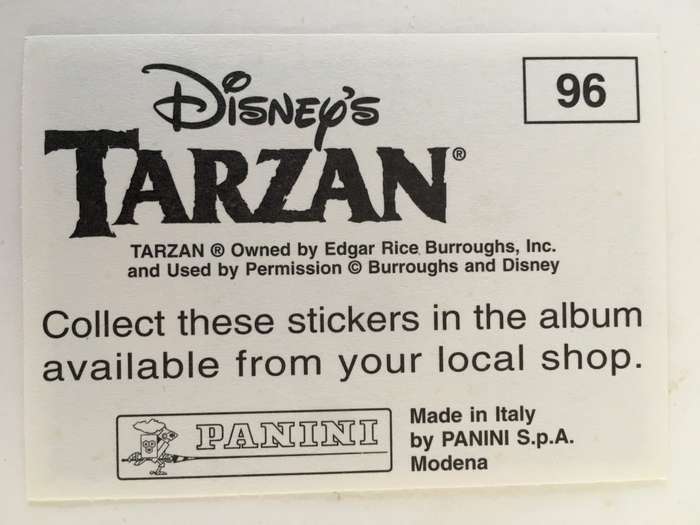 Disney's
96
TARZAN®
TARZAN ® Owned by Edgar Rice Burroughs, Inc.
and Used by Permission © Burroughs and Disney
Collect these stickers in the album
available from your local shop.
PANINI
Made in Italy
by PANINI S.p.A.
Modena